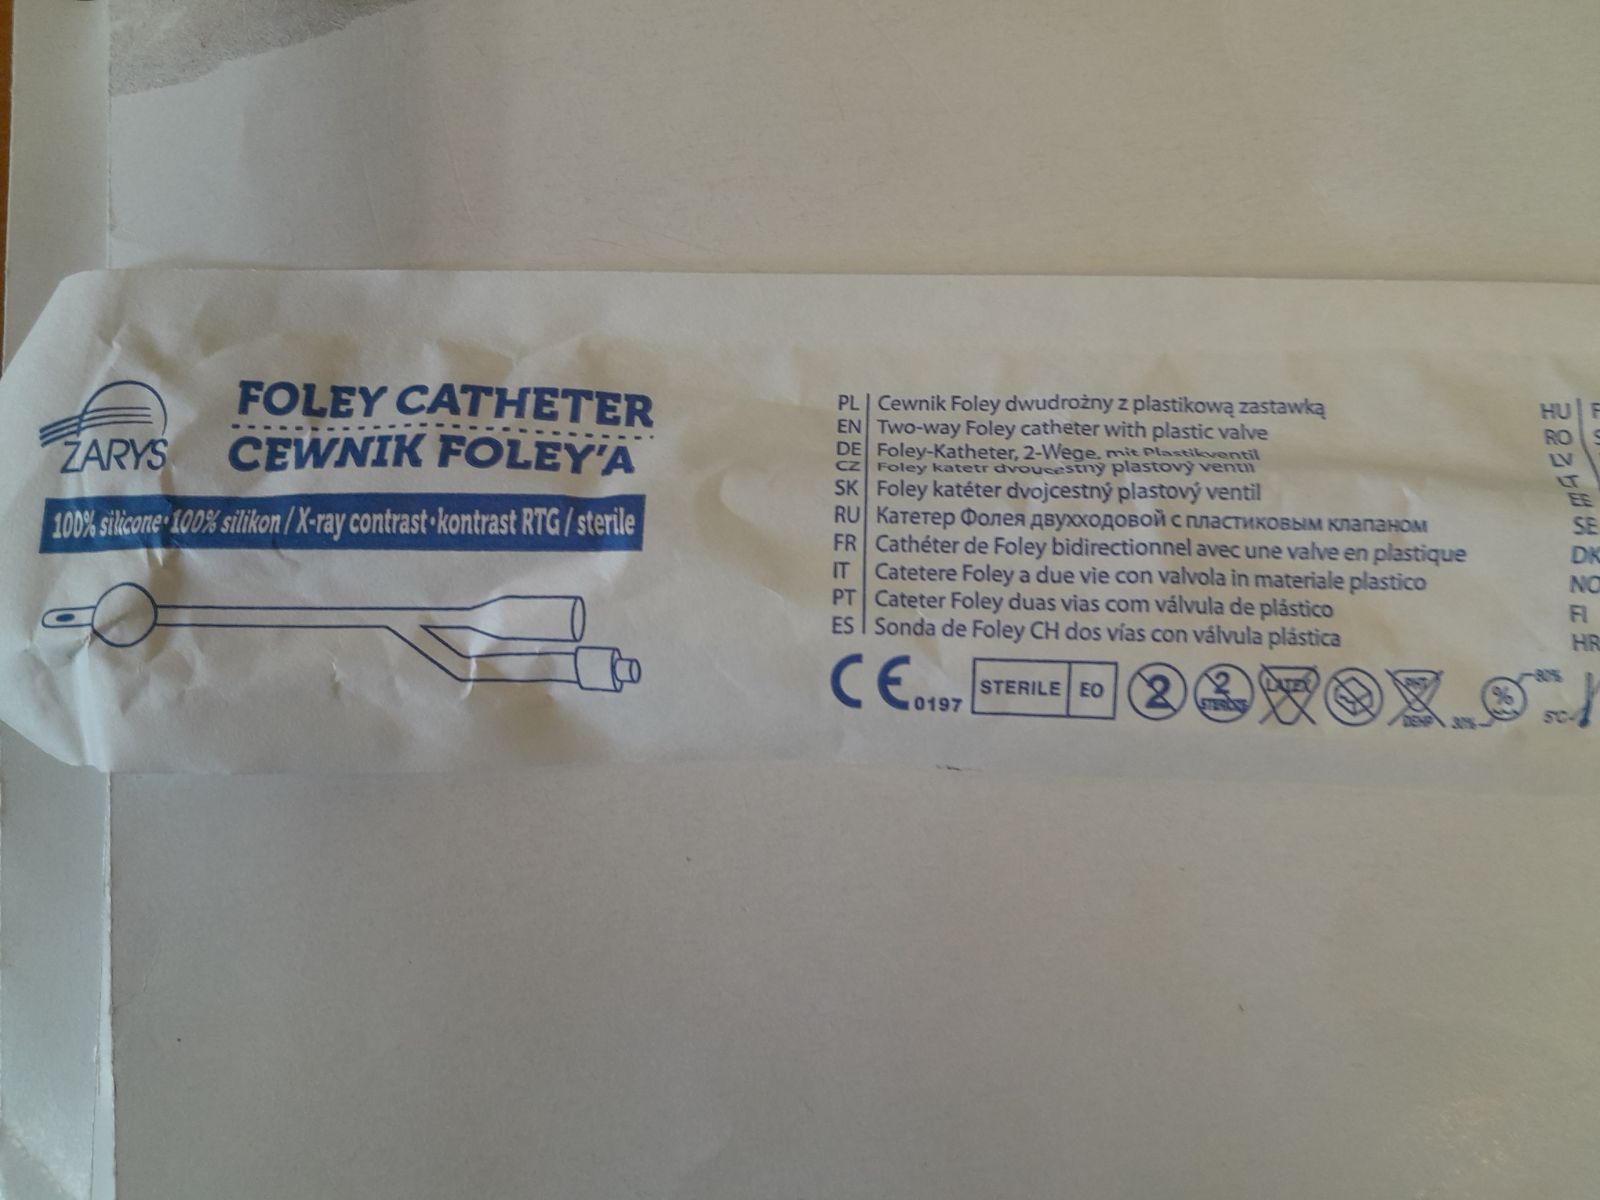 ZARYS
FOLEY CATHETER
CEWNIK FOLEY'A
100% silicone•100% silikon / X-ray contrast•kontrast RTG / sterile
PL Cewnik Foley dwudrożny z plastikową zastawką
EN Two-way Foley catheter with plastic valve
DE Foley-Katheter, 2-Wege, mit Plastikventil
CZ Foley katetr dvoucestný plastový ventil
SK Foley katéter dvojcestný plastový ventil
RU Катетер Фолея двухходовой с пластиковым клапаном
FR Cathéter de Foley bidirectionnel avec une valve en plastique
IT Catetere Foley a due vie con valvola in materiale plastico
PT Cateter Foley duas vias com válvula de plástico
ES Sonda de Foley CH dos vías con válvula plástica
HU
RO
LV
LT
EE
SE
DK
NO
FI
HR
CE 0197 STERILE EO 2 2 STERILIZE LATEX PHT DEHP 30% % 80% 5°C